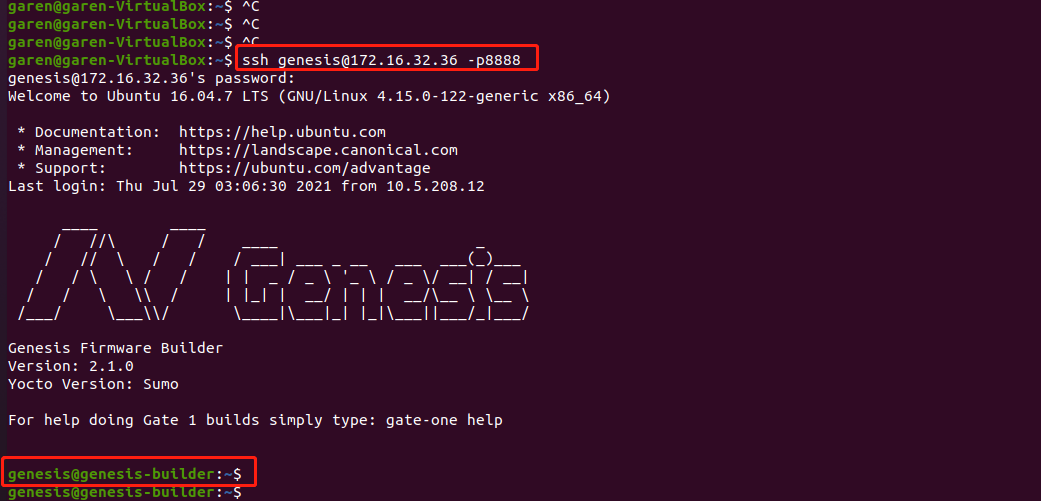 garen@garen-VirtualBox:~$ ^C
garen@garen-VirtualBox:~$ ^C
garen@garen-VirtualBox:~$ ^C
garen@garen-VirtualBox:~$ ssh genesis@172.16.32.36 -p8888
genesis@172.16.32.36's password:
Welcome to Ubuntu 16.04.7 LTS (GNU/Linux 4.15.0-122-generic x86_64)
* Documentation:  https://help.ubuntu.com
* Management:     https://landscape.canonical.com
* Support:        https://ubuntu.com/advantage
Last login: Thu Jul 29 03:06:30 2021 from 10.5.208.12
Genesis
Genesis Firmware Builder
Version: 2.1.0
Yocto Version: Sumo
For help doing Gate 1 builds simply type: gate-one help
genesis@genesis-builder:~$
genesis@genesis-builder:~$